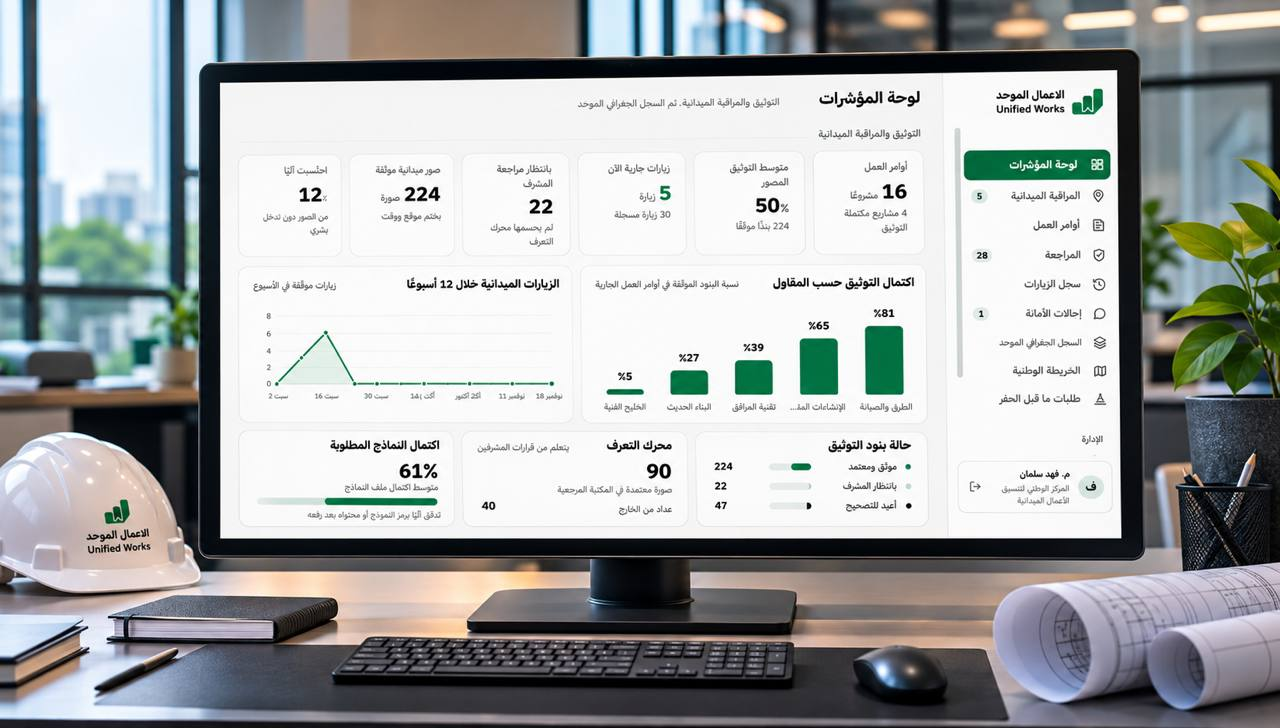 الاعمال الموحد
Unified Works
لوحة المؤشرات
المراقبة الميدانية 5
أوامر العمل
المراجعة 28
سجل الزيارات
إحالات الأمانة 1
السجل الجغرافي الموحد
الخريطة الوطنية
طلبات ما قبل الحفر
الإدارة
م. فهد سلمان
ف
المركز الوطني لتنسيق
الأعمال الميدانية
لوحة المؤشرات
التوثيق والمراقبة الميدانية. ثم السجل الجغرافي الموحد
التوثيق والمراقبة الميدانية
أوامر العمل
16 مشروعًا
4 مشاريع مكتملة
التوثيق
متوسط التوثيق
المصور
50%
224 بندًا موثقًا
زيارات جارية الآن
5 زيارة
30 زيارة مسجلة
بانتظار مراجعة
المشرف
22
لم يحسمها محرك
التعرف
صور ميدانية موثقة
224 صورة
بختم موقع ووقت
احتُسبت آليًا
12%
من الصور دون تدخل
بشري
اكتمال التوثيق حسب المقاول
نسبة البنود الموثقة في أوامر العمل الجارية
%81
%65
%39
%27
%5
الطرق والصيانة
الإنشاءات المتـ...
تقنية المرافق
البناء الحديث
الخليج الفنية
الزيارات الميدانية خلال 12 أسبوعًا
زيارات موثقة في الأسبوع
8
6
4
2
0
2 سبت
16 سبت
30 سبت
14 أكت
2 أكتوبر
11 نوفمبر
18 نوفمبر
حالة بنود التوثيق
موثق ومعتمد 224
بانتظار المشرف 22
أعيد للتصحيح 47
محرك التعرف
يتعلم من قرارات المشرفين
90
صورة معتمدة في المكتبة المرجعية
عداد من الخارج 40
اكتمال النماذج المطلوبة
61%
متوسط اكتمال ملف النماذج
تدقق آليًا برمز النموذج أو محتواه بعد رفعه
الاعمال الموحد
Unified Works